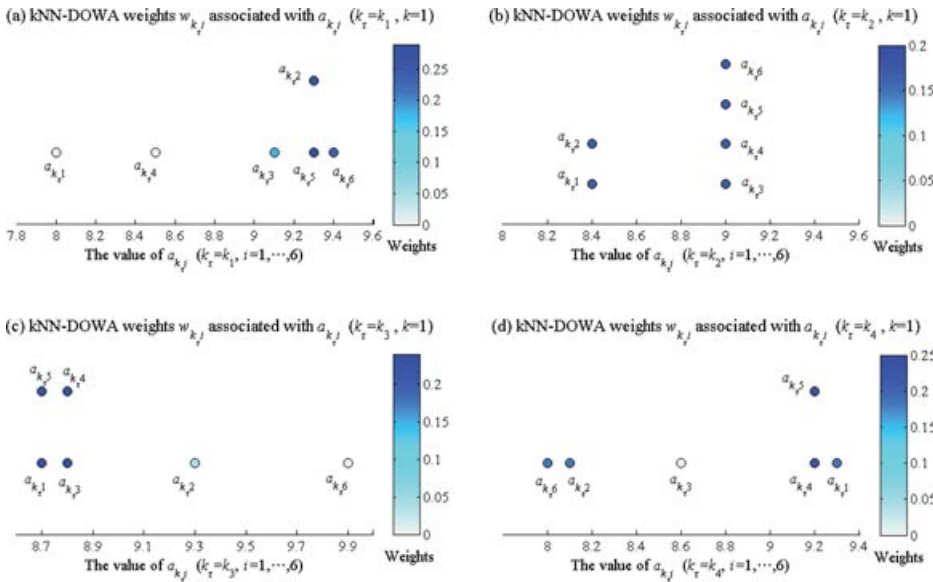 (a) kNN-DOWA weights w_{k_τ i} associated with a_{k_τ i} (k_τ=k_1 , k=1)
0.25
0.2
0.15
0.1
0.05
0
a_{k_τ 2}
a_{k_τ 1} a_{k_τ 4} a_{k_τ 3} a_{k_τ 5} a_{k_τ 6}
7.8 8 8.2 8.4 8.6 8.8 9 9.2 9.4 9.6
Weights
The value of a_{k_τ i} (k_τ=k_1, i=1,⋯,6)
(b) kNN-DOWA weights w_{k_τ i} associated with a_{k_τ i} (k_τ=k_2, k=1)
0.2
0.15
0.1
0.05
0
a_{k_τ 6}
a_{k_τ 5}
a_{k_τ 2} a_{k_τ 4}
a_{k_τ 1} a_{k_τ 3}
8 8.2 8.4 8.6 8.8 9 9.2 9.4 9.6
Weights
The value of a_{k_τ i} (k_τ=k_2, i=1,⋯,6)
(c) kNN-DOWA weights w_{k_τ i} associated with a_{k_τ i} (k_τ=k_3 , k=1)
0.2
0.15
0.1
0.05
0
a_{k_τ 5} a_{k_τ 4}
a_{k_τ 1} a_{k_τ 3} a_{k_τ 2} a_{k_τ 6}
8.7 8.9 9.1 9.3 9.5 9.7 9.9
Weights
The value of a_{k_τ i} (k_τ=k_3, i=1,⋯,6)
(d) kNN-DOWA weights w_{k_τ i} associated with a_{k_τ i} (k_τ=k_4 , k=1)
0.25
0.2
0.15
0.1
0.05
0
a_{k_τ 5}
a_{k_τ 6} a_{k_τ 2} a_{k_τ 3} a_{k_τ 4} a_{k_τ 1}
8 8.2 8.4 8.6 8.8 9 9.2 9.4
Weights
The value of a_{k_τ i} (k_τ=k_4, i=1,⋯,6)